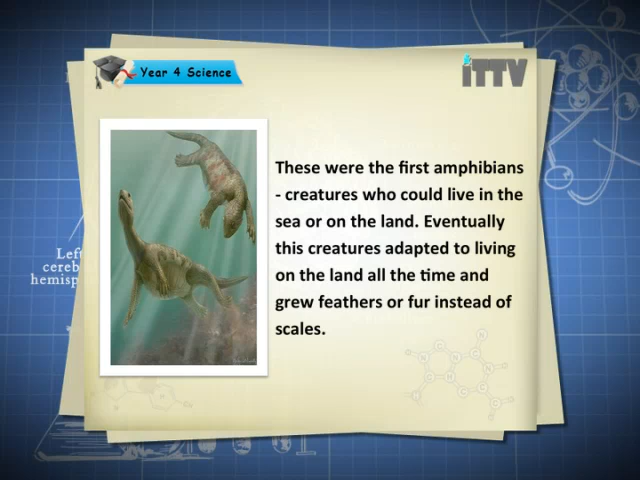 Year 4 Science
iTTV
These were the first amphibians
- creatures who could live in the
sea or on the land. Eventually
this creatures adapted to living
on the land all the time and
grew feathers or fur instead of
scales.
Left
cereb
hemisp